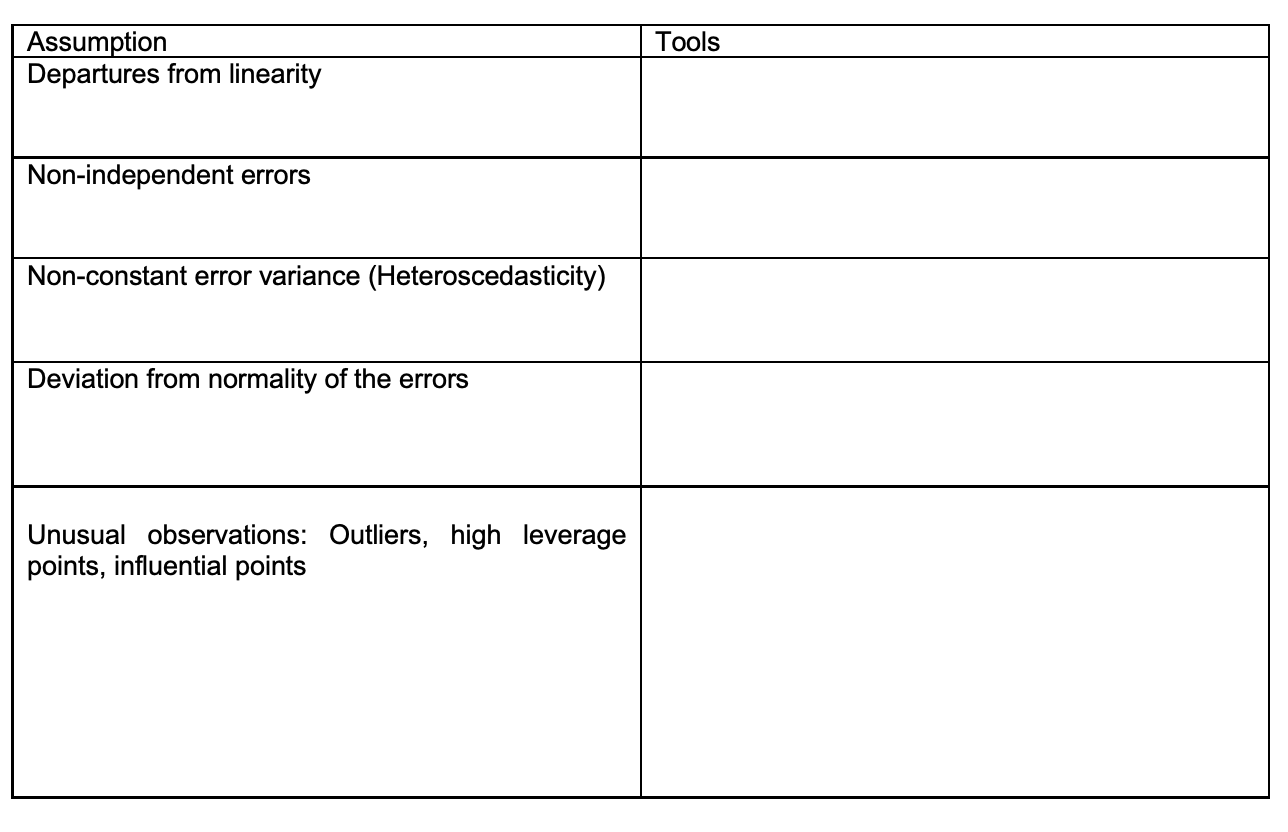 Assumption
Tools
Departures from linearity
Non-independent errors
Non-constant error variance (Heteroscedasticity)
Deviation from normality of the errors
Unusual observations: Outliers, high leverage
points, influential points